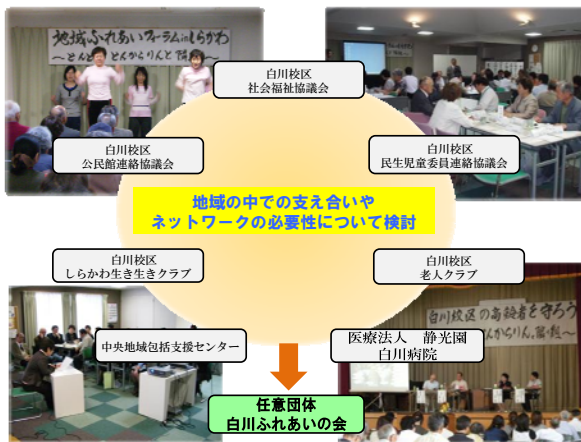 地域ふれあいフォーラムinしらかわ
白川校区
社会福祉協議会
白川校区
公民館連絡協議会
白川校区
民生児童委員連絡協議会
地域の中での支え合いや
ネットワークの必要性について検討
白川校区
しらかわ生き生きクラブ
白川校区
老人クラブ
白川校区の高齢者を守ろう
中央地域包括支援センター
医療法人 静光園
白川病院
任意団体
白川ふれあいの会